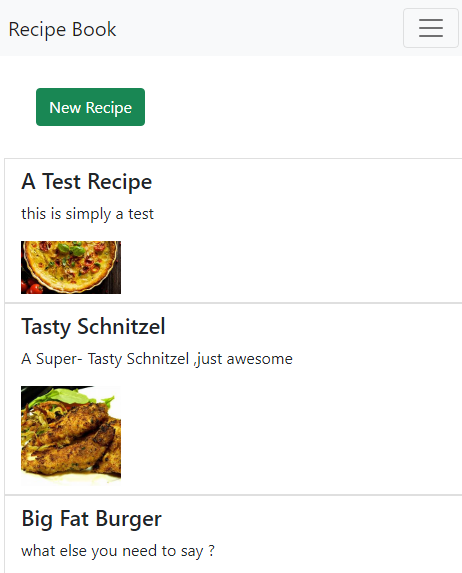 Recipe Book
New Recipe
A Test Recipe
this is simply a test
Tasty Schnitzel
A Super- Tasty Schnitzel ,just awesome
Big Fat Burger
what else you need to say ?